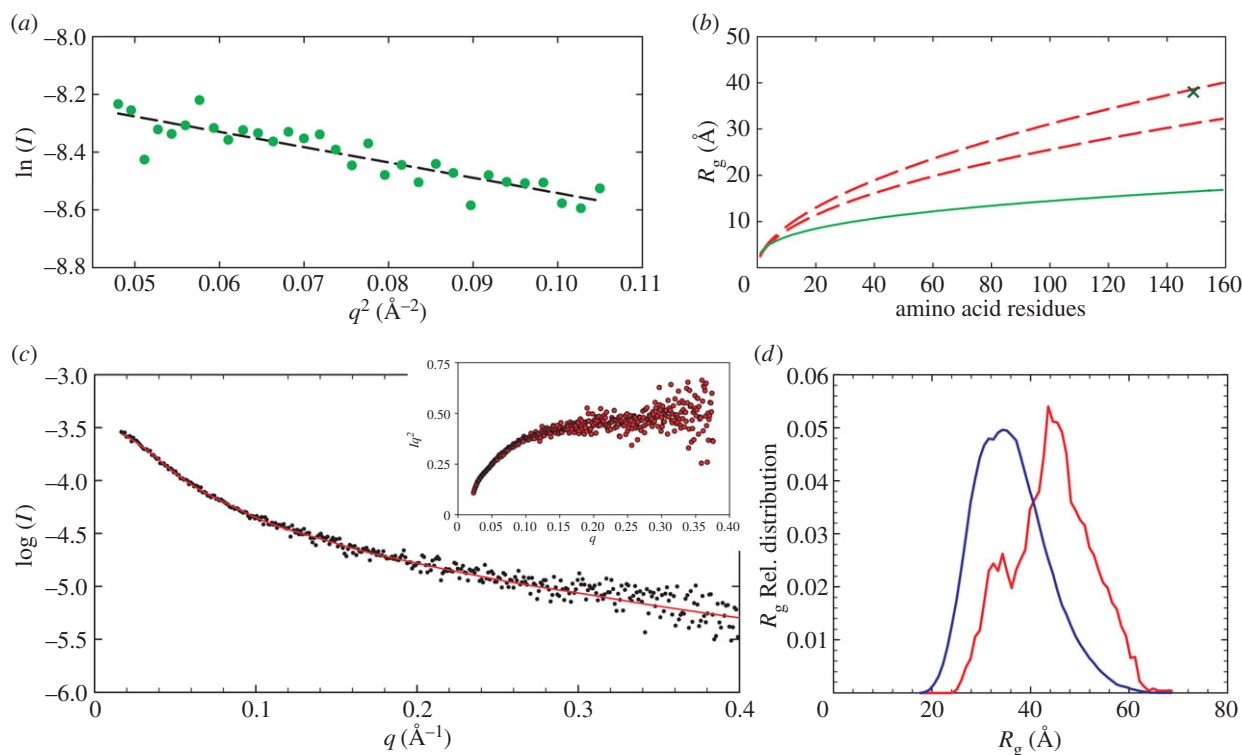 (a)
−8.0
−8.2
−8.4
−8.6
−8.8
ln (I)
0.05 0.06 0.07 0.08 0.09 0.10 0.11
q² (Å⁻²)
(b)
50
40
30
20
10
0
Rg (Å)
20 40 60 80 100 120 140 160
amino acid residues
(c)
−3.0
−3.5
−4.0
−4.5
−5.0
−5.5
−6.0
log (I)
0 0.1 0.2 0.3 0.4
q (Å⁻¹)
0.75
0.50
0.25
0
Iq²
0.05 0.10 0.15 0.20 0.25 0.30 0.35 0.40
q
(d)
0.06
0.05
0.04
0.03
0.02
0.01
Rg Rel. distribution
0 20 40 60 80
Rg (Å)